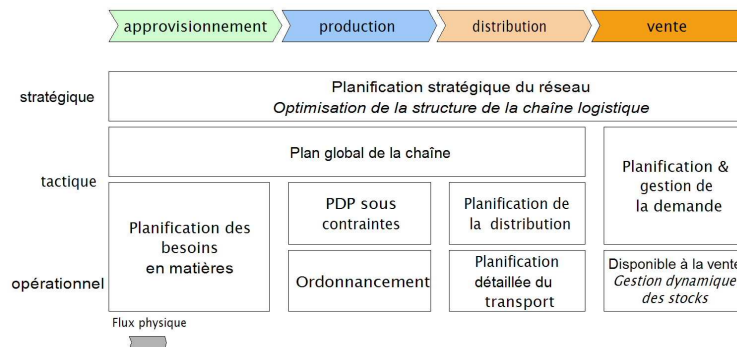 approvisionnement
production
distribution
vente
stratégique
Planification stratégique du réseau
Optimisation de la structure de la chaîne logistique
tactique
Plan global de la chaîne
Planification &
gestion de
la demande
Planification des
besoins
en matières
PDP sous
contraintes
Planification de
la distribution
opérationnel
Ordonnancement
Planification
détaillée du
transport
Disponible à la vente
Gestion dynamique
des stocks
Flux physique